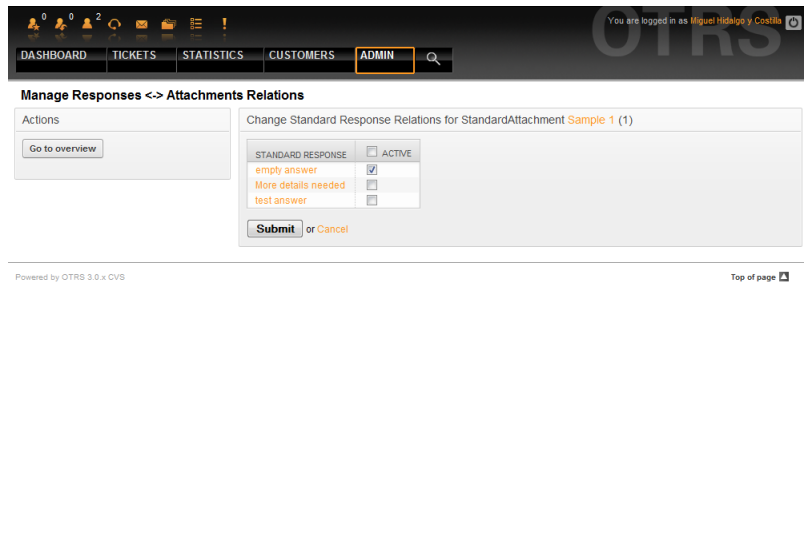 0 0 2
You are logged in as Miguel Hidalgo y Costilla
OTRS
DASHBOARD TICKETS STATISTICS CUSTOMERS ADMIN
Manage Responses <-> Attachments Relations
Actions
Go to overview
Change Standard Response Relations for StandardAttachment Sample 1 (1)
STANDARD RESPONSE ACTIVE
empty answer
More details needed
test answer
Submit or Cancel
Powered by OTRS 3.0.x CVS
Top of page